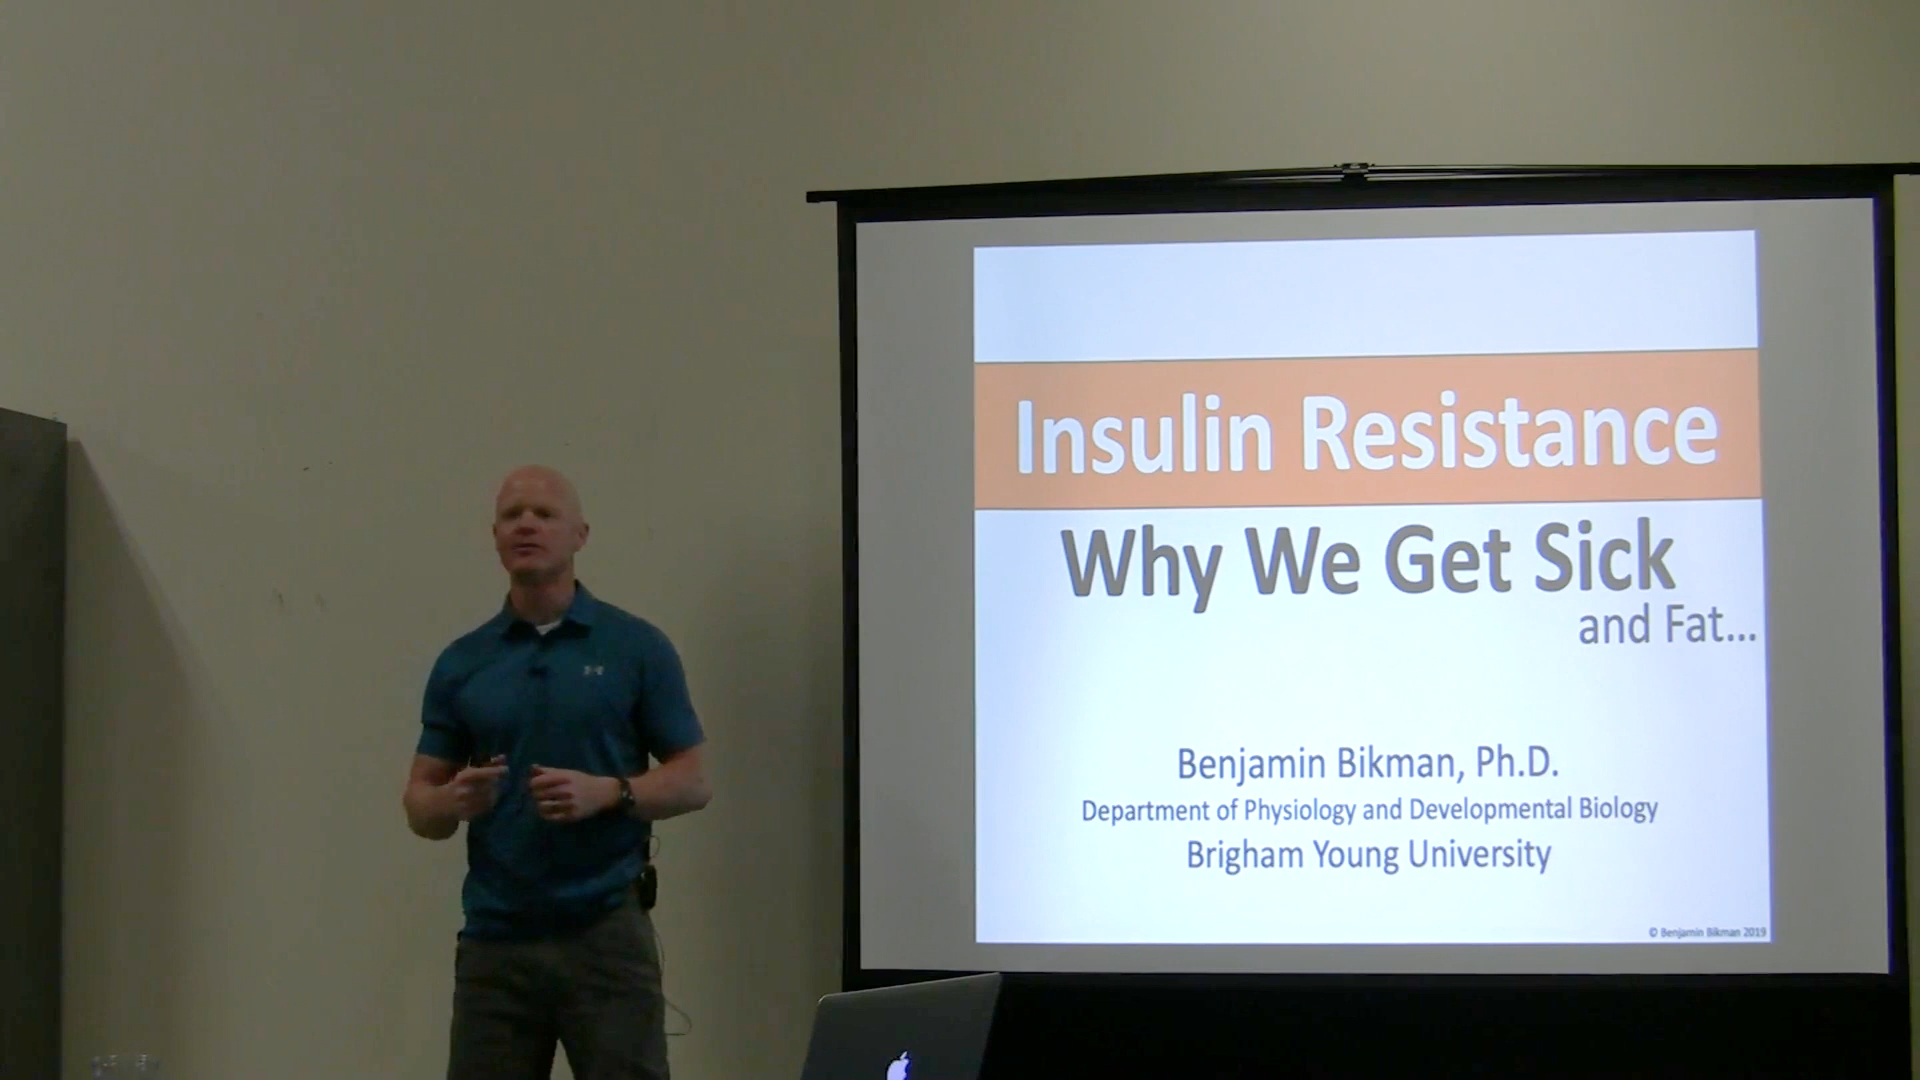 Insulin Resistance
Why We Get Sick
and Fat...
Benjamin Bikman, Ph.D.
Department of Physiology and Developmental Biology
Brigham Young University
© Benjamin Bikman 2019